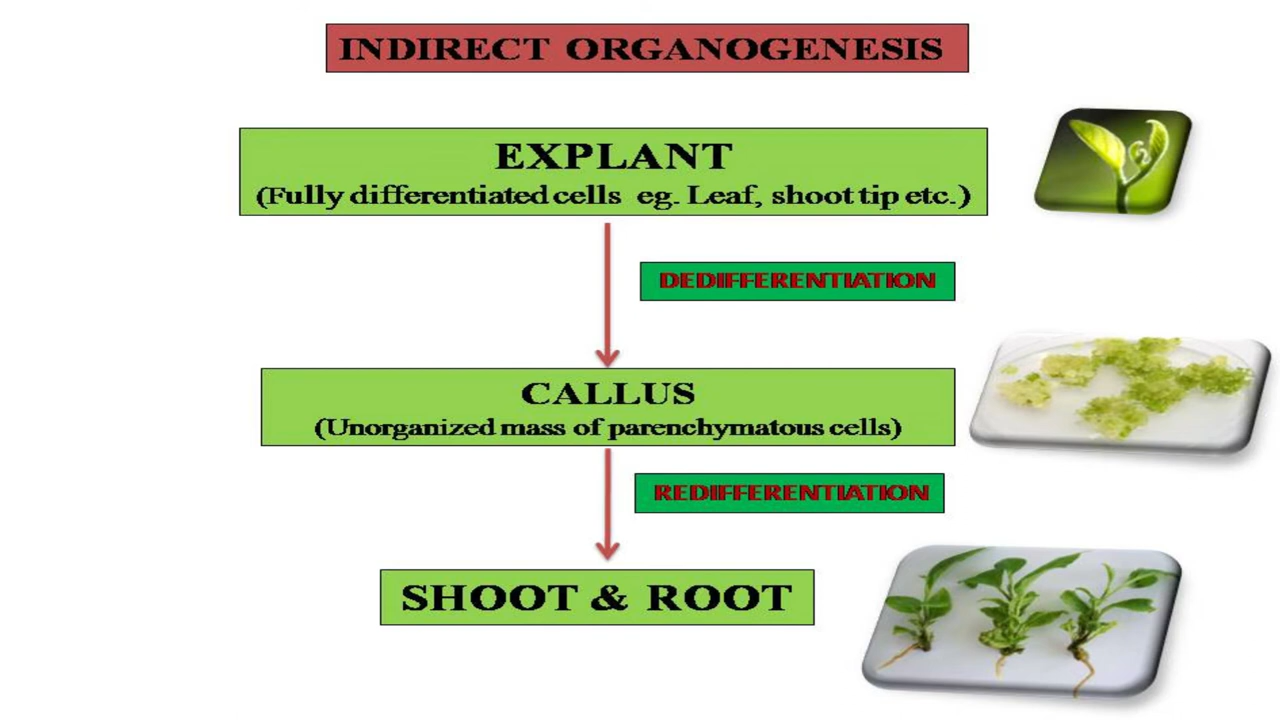 INDIRECT ORGANOGENESIS
EXPLANT
(Fully differentiated cells eg. Leaf, shoot tip etc.)
DEDIFFERENTIATION
CALLUS
(Unorganized mass of parenchymatous cells)
REDIFFERENTIATION
SHOOT & ROOT